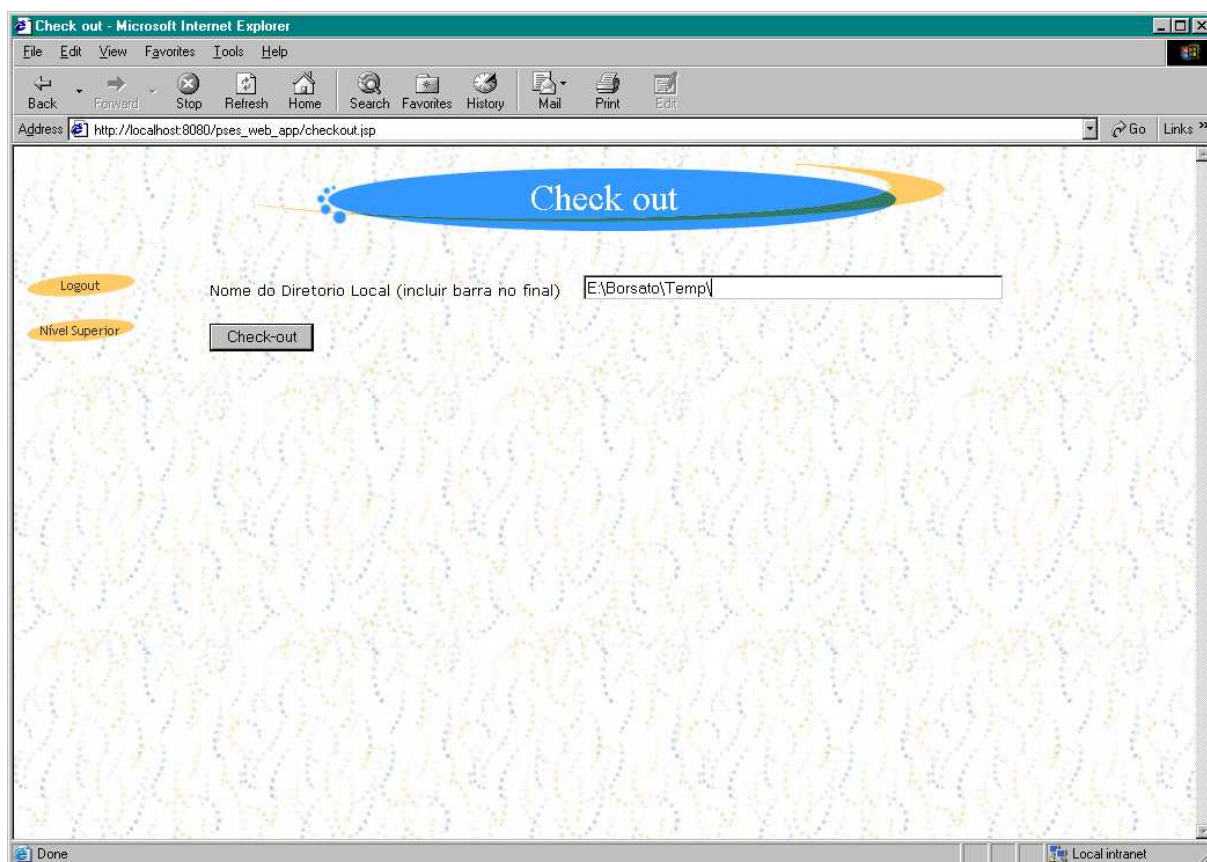 Check out - Microsoft Internet Explorer
File Edit View Favorites Tools Help
Back Forward Stop Refresh Home Search Favorites History Mail Print Edit
Address http://localhost:8080/pses_web_app/checkout.jsp Go Links »
Check out
Logout
Nome do Diretorio Local (incluir barra no final) E:\Borsato\Temp\
Nível Superior
Check-out
Done Local intranet